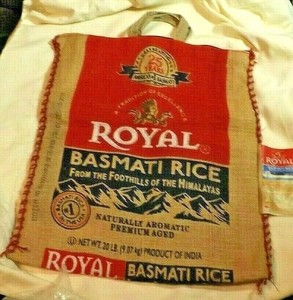 25
YEARS
A TRADITION OF EXCELLENCE
ROYAL®
BASMATI RICE
FROM THE FOOTHILLS OF THE HIMALAYAS
#1
NATURALLY AROMATIC
PREMIUM AGED
NET WT. 20 LB. (9.07 kg) PRODUCT OF INDIA
ROYAL BASMATI RICE
ROYAL